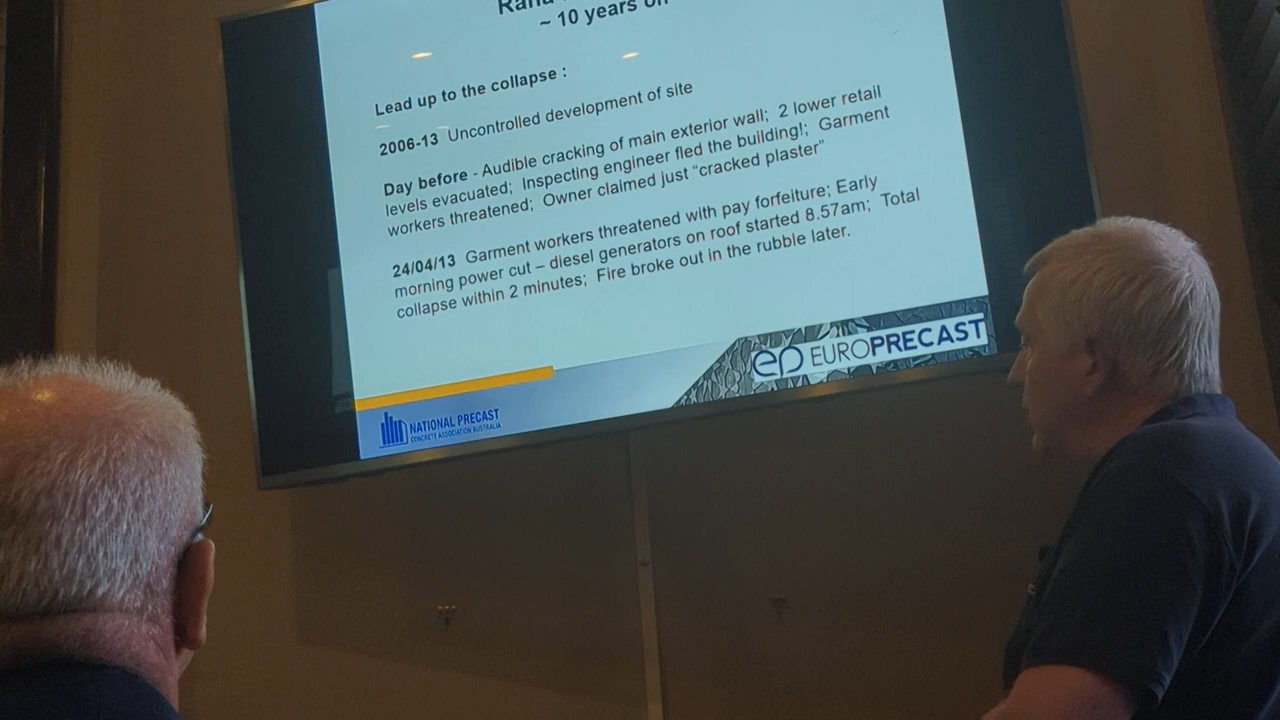 Rana
~ 10 years on
Lead up to the collapse :
2006-13 Uncontrolled development of site
Day before - Audible cracking of main exterior wall; 2 lower retail
levels evacuated; Inspecting engineer fled the building!; Garment
workers threatened; Owner claimed just "cracked plaster"
24/04/13 Garment workers threatened with pay forfeiture; Early
morning power cut – diesel generators on roof started 8.57am; Total
collapse within 2 minutes; Fire broke out in the rubble later.
ep EUROPRECAST
NATIONAL PRECAST
CONCRETE ASSOCIATION AUSTRALIA